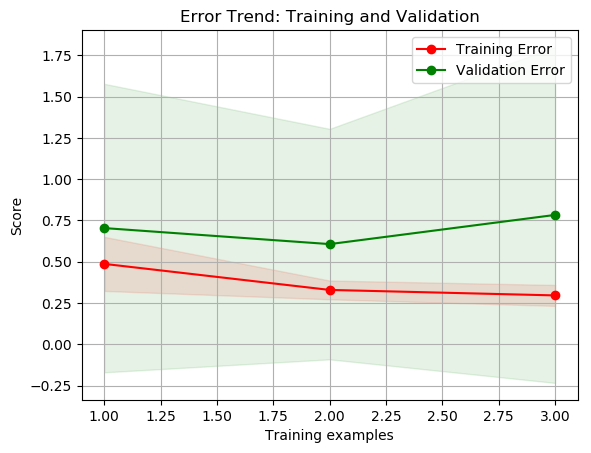 Error Trend: Training and Validation
Training Error
Validation Error
Score
1.75
1.50
1.25
1.00
0.75
0.50
0.25
0.00
−0.25
1.00 1.25 1.50 1.75 2.00 2.25 2.50 2.75 3.00
Training examples